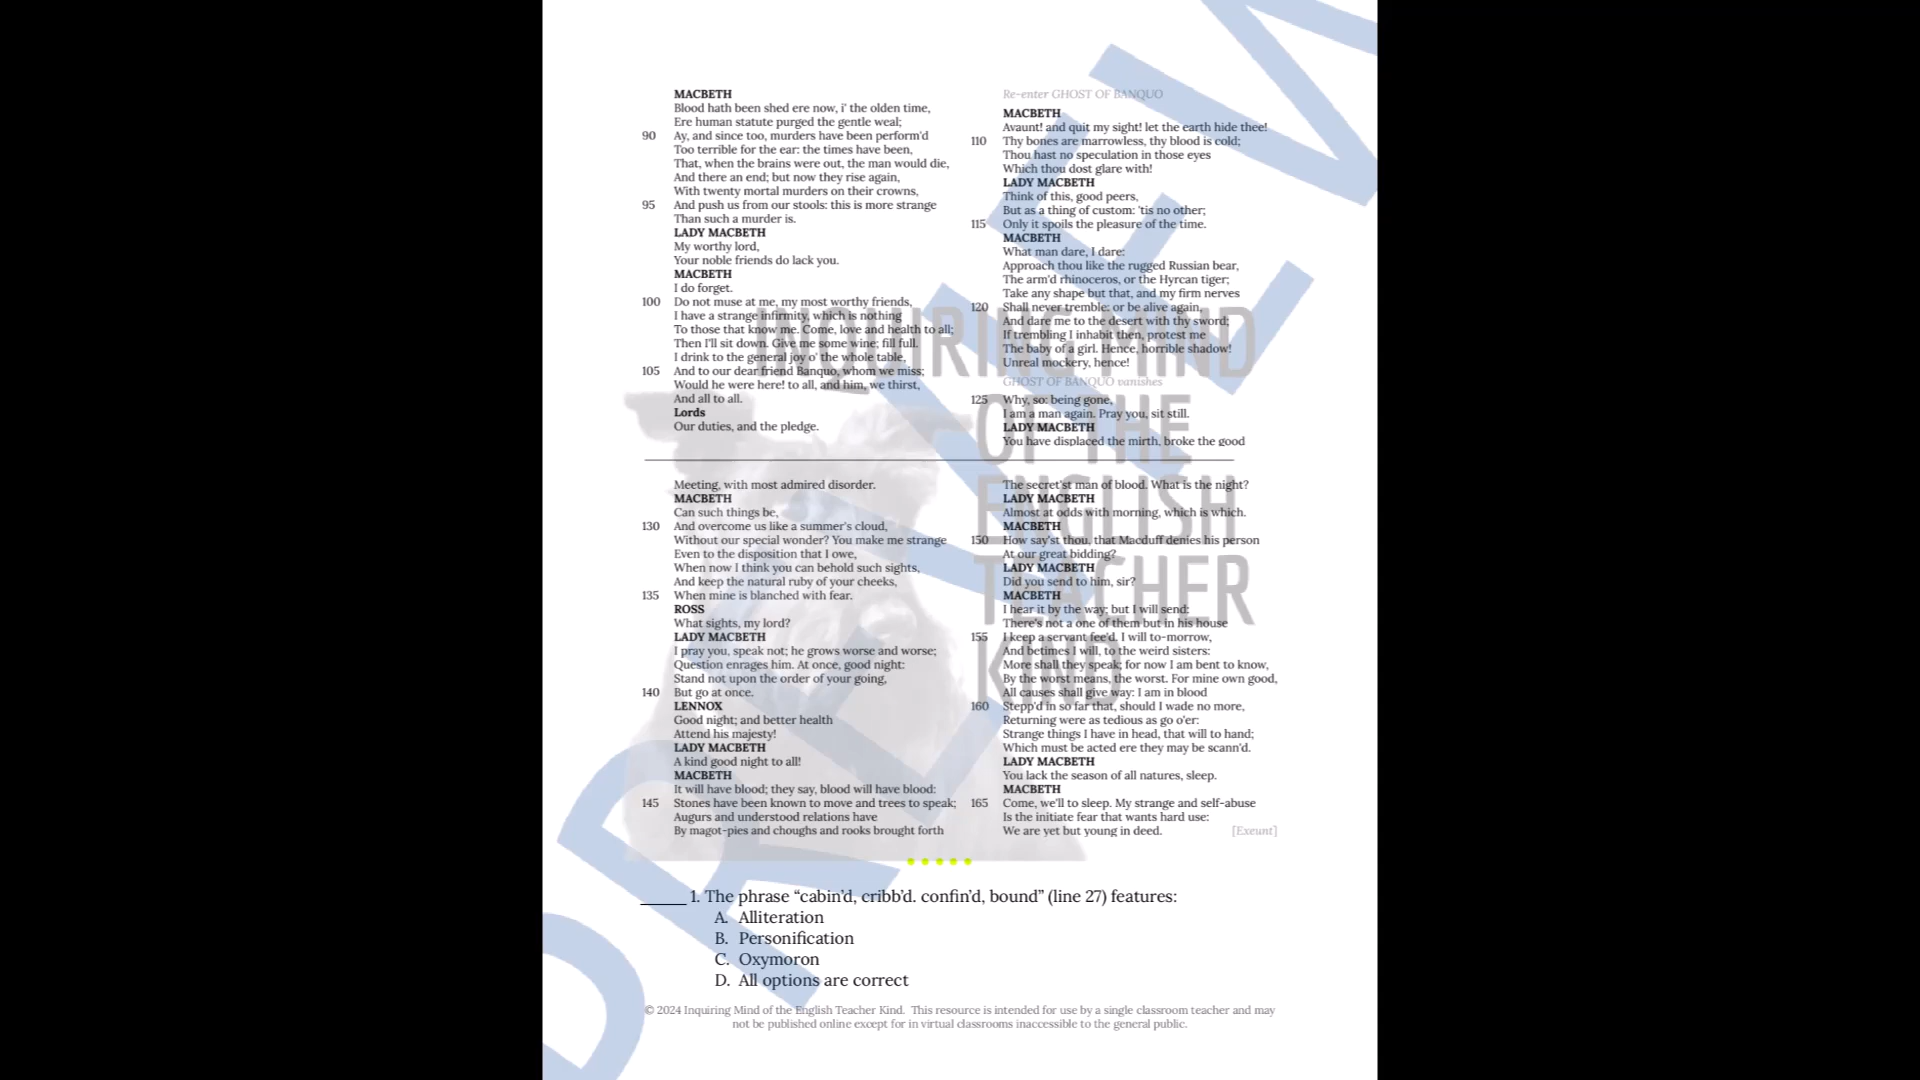 MACBETH
Blood hath been shed ere now, i' the olden time,
Ere human statute purged the gentle weal;
90 Ay, and since too, murders have been perform'd
Too terrible for the ear: the times have been,
That, when the brains were out, the man would die,
And there an end; but now they rise again,
With twenty mortal murders on their crowns,
95 And push us from our stools: this is more strange
Than such a murder is.
LADY MACBETH
My worthy lord,
Your noble friends do lack you.
MACBETH
I do forget.
100 Do not muse at me, my most worthy friends,
I have a strange infirmity, which is nothing
To those that know me. Come, love and health to all;
Then I'll sit down. Give me some wine; fill full.
I drink to the general joy o' the whole table,
105 And to our dear friend Banquo, whom we miss;
Would he were here! to all, and him, we thirst,
And all to all.
Lords
Our duties, and the pledge.
Re-enter GHOST OF BANQUO
MACBETH
Avaunt! and quit my sight! let the earth hide thee!
110 Thy bones are marrowless, thy blood is cold;
Thou hast no speculation in those eyes
Which thou dost glare with!
LADY MACBETH
Think of this, good peers,
But as a thing of custom: 'tis no other;
115 Only it spoils the pleasure of the time.
MACBETH
What man dare, I dare:
Approach thou like the rugged Russian bear,
The arm'd rhinoceros, or the Hyrcan tiger;
Take any shape but that, and my firm nerves
120 Shall never tremble: or be alive again,
And dare me to the desert with thy sword;
If trembling I inhabit then, protest me
The baby of a girl. Hence, horrible shadow!
Unreal mockery, hence!
GHOST OF BANQUO vanishes
125 Why, so: being gone,
I am a man again. Pray you, sit still.
LADY MACBETH
You have displaced the mirth, broke the good
Meeting, with most admired disorder.
MACBETH
Can such things be,
130 And overcome us like a summer's cloud,
Without our special wonder? You make me strange
Even to the disposition that I owe,
When now I think you can behold such sights,
And keep the natural ruby of your cheeks,
135 When mine is blanched with fear.
ROSS
What sights, my lord?
LADY MACBETH
I pray you, speak not; he grows worse and worse;
Question enrages him. At once, good night:
Stand not upon the order of your going,
140 But go at once.
LENNOX
Good night; and better health
Attend his majesty!
LADY MACBETH
A kind good night to all!
MACBETH
It will have blood; they say, blood will have blood:
145 Stones have been known to move and trees to speak;
Augurs and understood relations have
By magot-pies and choughs and rooks brought forth
The secret'st man of blood. What is the night?
LADY MACBETH
Almost at odds with morning, which is which.
MACBETH
150 How say'st thou, that Macduff denies his person
At our great bidding?
LADY MACBETH
Did you send to him, sir?
MACBETH
I hear it by the way; but I will send:
There's not a one of them but in his house
155 I keep a servant fee'd. I will to-morrow,
And betimes I will, to the weird sisters:
More shall they speak; for now I am bent to know,
By the worst means, the worst. For mine own good,
All causes shall give way: I am in blood
160 Stepp'd in so far that, should I wade no more,
Returning were as tedious as go o'er:
Strange things I have in head, that will to hand;
Which must be acted ere they may be scann'd.
LADY MACBETH
You lack the season of all natures, sleep.
MACBETH
165 Come, we'll to sleep. My strange and self-abuse
Is the initiate fear that wants hard use:
We are yet but young in deed. [Exeunt]
______ 1. The phrase “cabin’d, cribb’d. confin’d, bound” (line 27) features:
A. Alliteration
B. Personification
C. Oxymoron
D. All options are correct
© 2024 Inquiring Mind of the English Teacher Kind. This resource is intended for use by a single classroom teacher and may
not be published online except for in virtual classrooms inaccessible to the general public.
INQUIRING MIND
OF THE
ENGLISH
TEACHER
KIND
PREVIEW